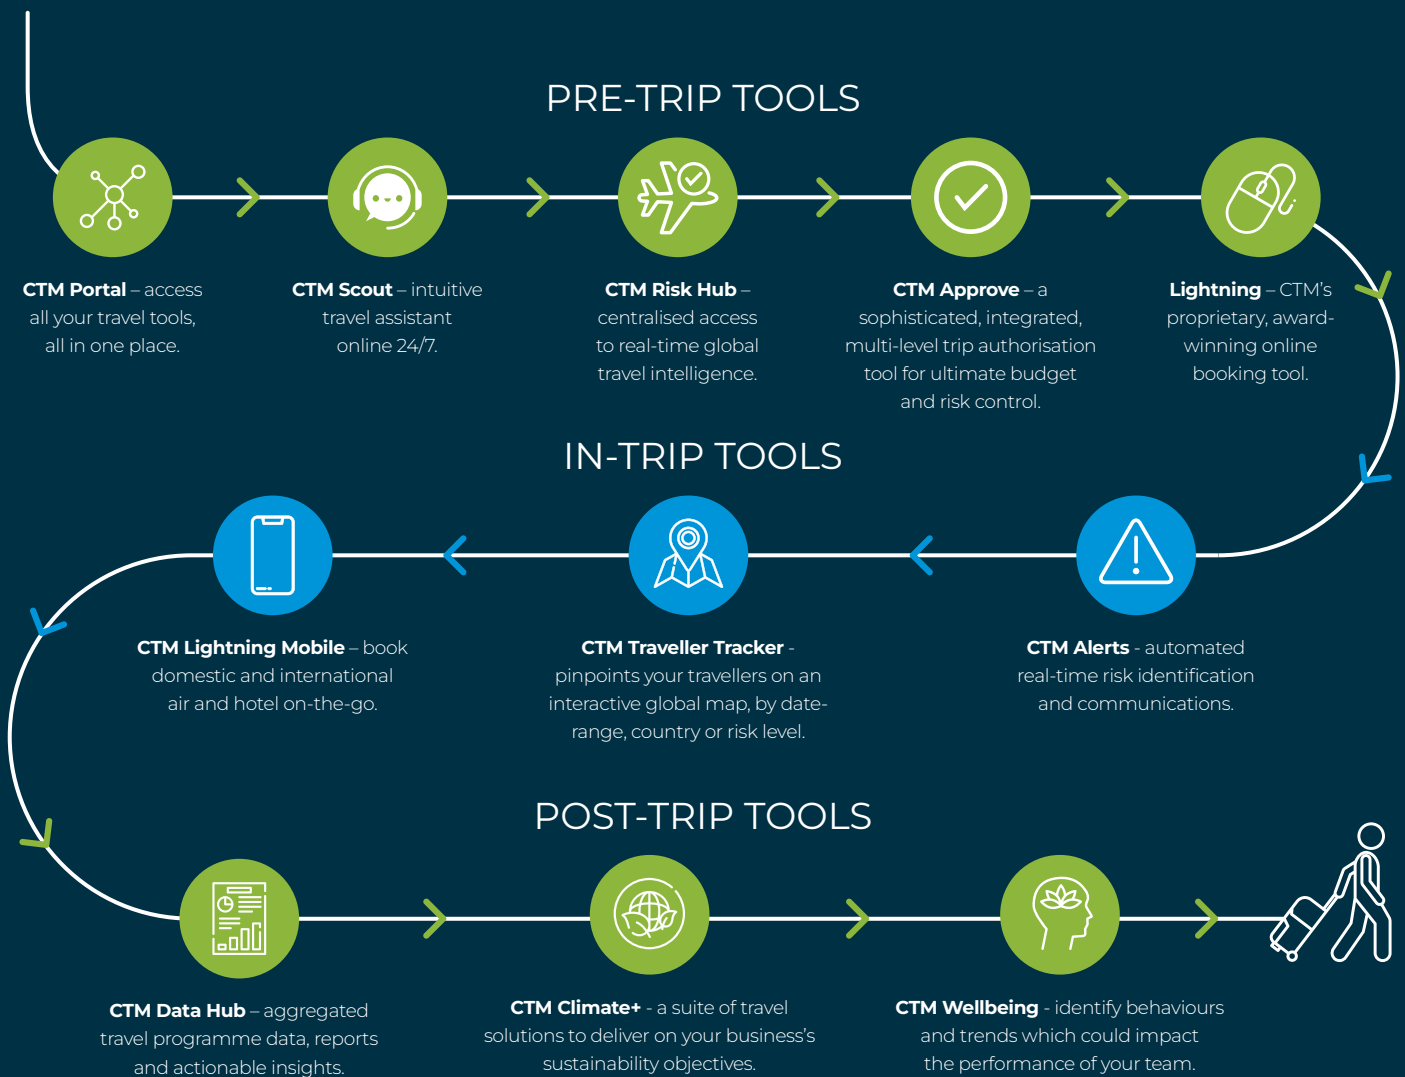 PRE-TRIP TOOLS
CTM Portal – access
all your travel tools,
all in one place.
CTM Scout – intuitive
travel assistant
online 24/7.
CTM Risk Hub –
centralised access
to real-time global
travel intelligence.
CTM Approve – a
sophisticated, integrated,
multi-level trip authorisation
tool for ultimate budget
and risk control.
Lightning – CTM's
proprietary, award-
winning online
booking tool.
IN-TRIP TOOLS
CTM Lightning Mobile – book
domestic and international
air and hotel on-the-go.
CTM Traveller Tracker -
pinpoints your travellers on an
interactive global map, by date-
range, country or risk level.
CTM Alerts - automated
real-time risk identification
and communications.
POST-TRIP TOOLS
CTM Data Hub – aggregated
travel programme data, reports
and actionable insights.
CTM Climate+ - a suite of travel
solutions to deliver on your business's
sustainability objectives.
CTM Wellbeing - identify behaviours
and trends which could impact
the performance of your team.